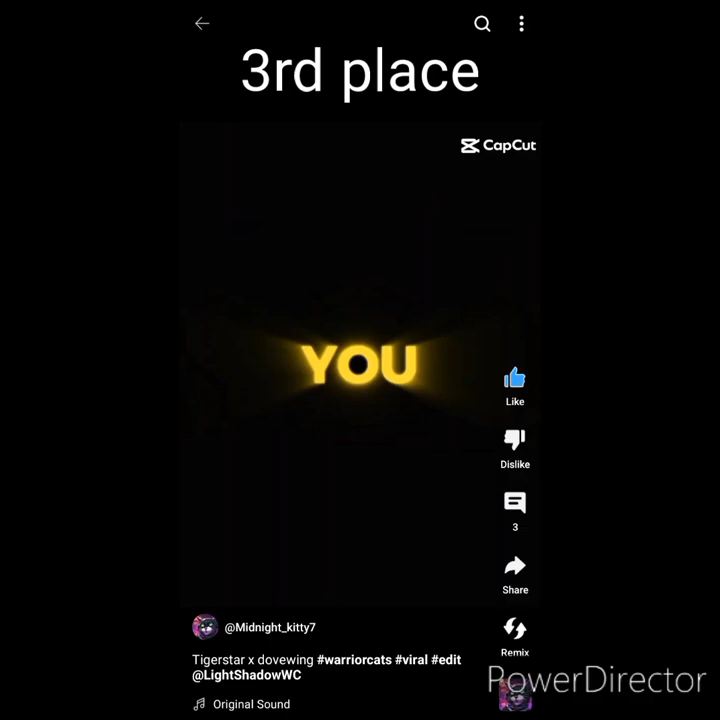 3rd place
CapCut
YOU
Like
Dislike
3
Share
@Midnight_kitty7
Remix
Tigerstar x dovewing #warriorcats #viral #edit
@LightShadowWC
PowerDirector
Original Sound